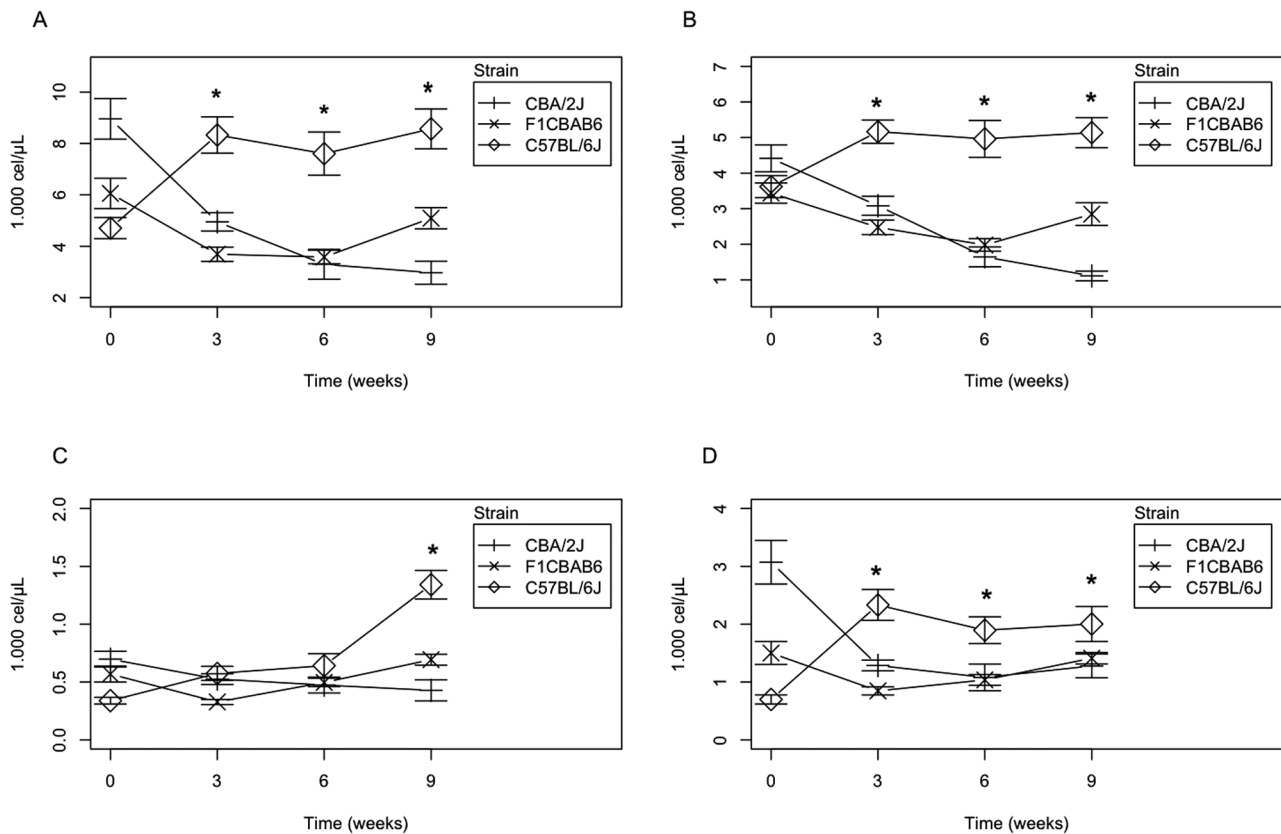 A
Strain
CBA/2J
F1CBAB6
C57BL/6J
* * *
2 4 6 8 10
1.000 cel/µL
0 3 6 9
Time (weeks)
B
Strain
CBA/2J
F1CBAB6
C57BL/6J
* * *
1 2 3 4 5 6 7
1.000 cel/µL
0 3 6 9
Time (weeks)
C
Strain
CBA/2J
F1CBAB6
C57BL/6J
*
0.0 0.5 1.0 1.5 2.0
1.000 cel/µL
0 3 6 9
Time (weeks)
D
Strain
CBA/2J
F1CBAB6
C57BL/6J
* * *
0 1 2 3 4
1.000 cel/µL
0 3 6 9
Time (weeks)